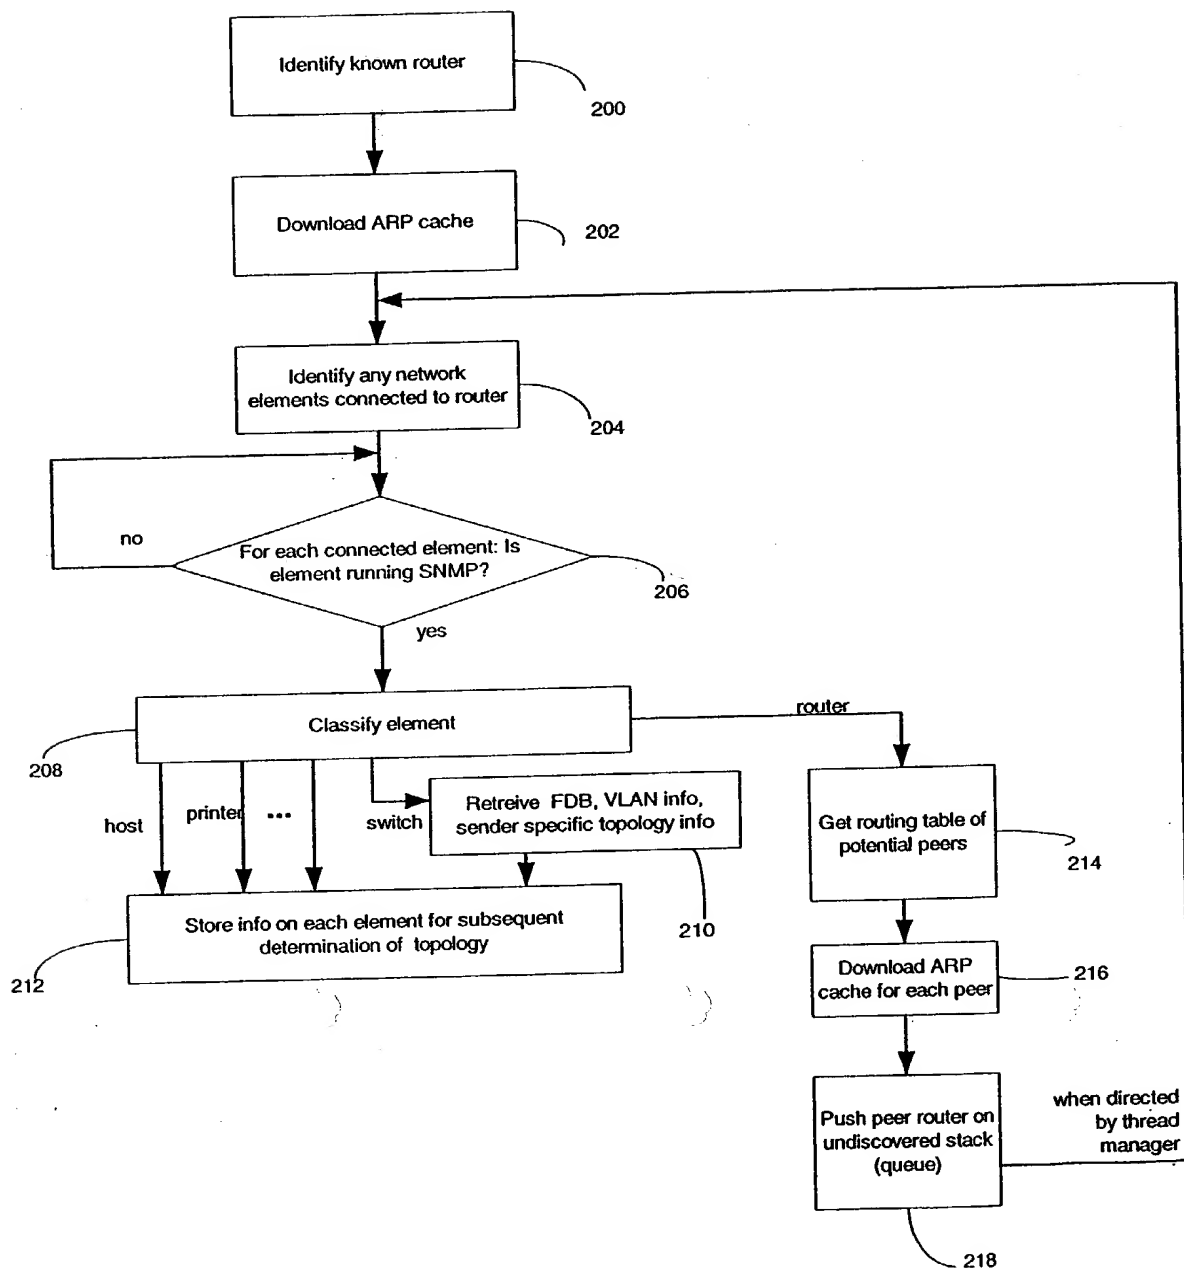 Identify known router
200
Download ARP cache
202
Identify any network
elements connected to router
204
no
For each connected element: Is
element running SNMP?
206
yes
Classify element
208
router
host
printer
...
switch
Retreive FDB, VLAN info,
sender specific topology info
210
Store info on each element for subsequent
determination of topology
212
Get routing table of
potential peers
214
Download ARP
cache for each peer
216
Push peer router on
undiscovered stack
(queue)
218
when directed
by thread
manager